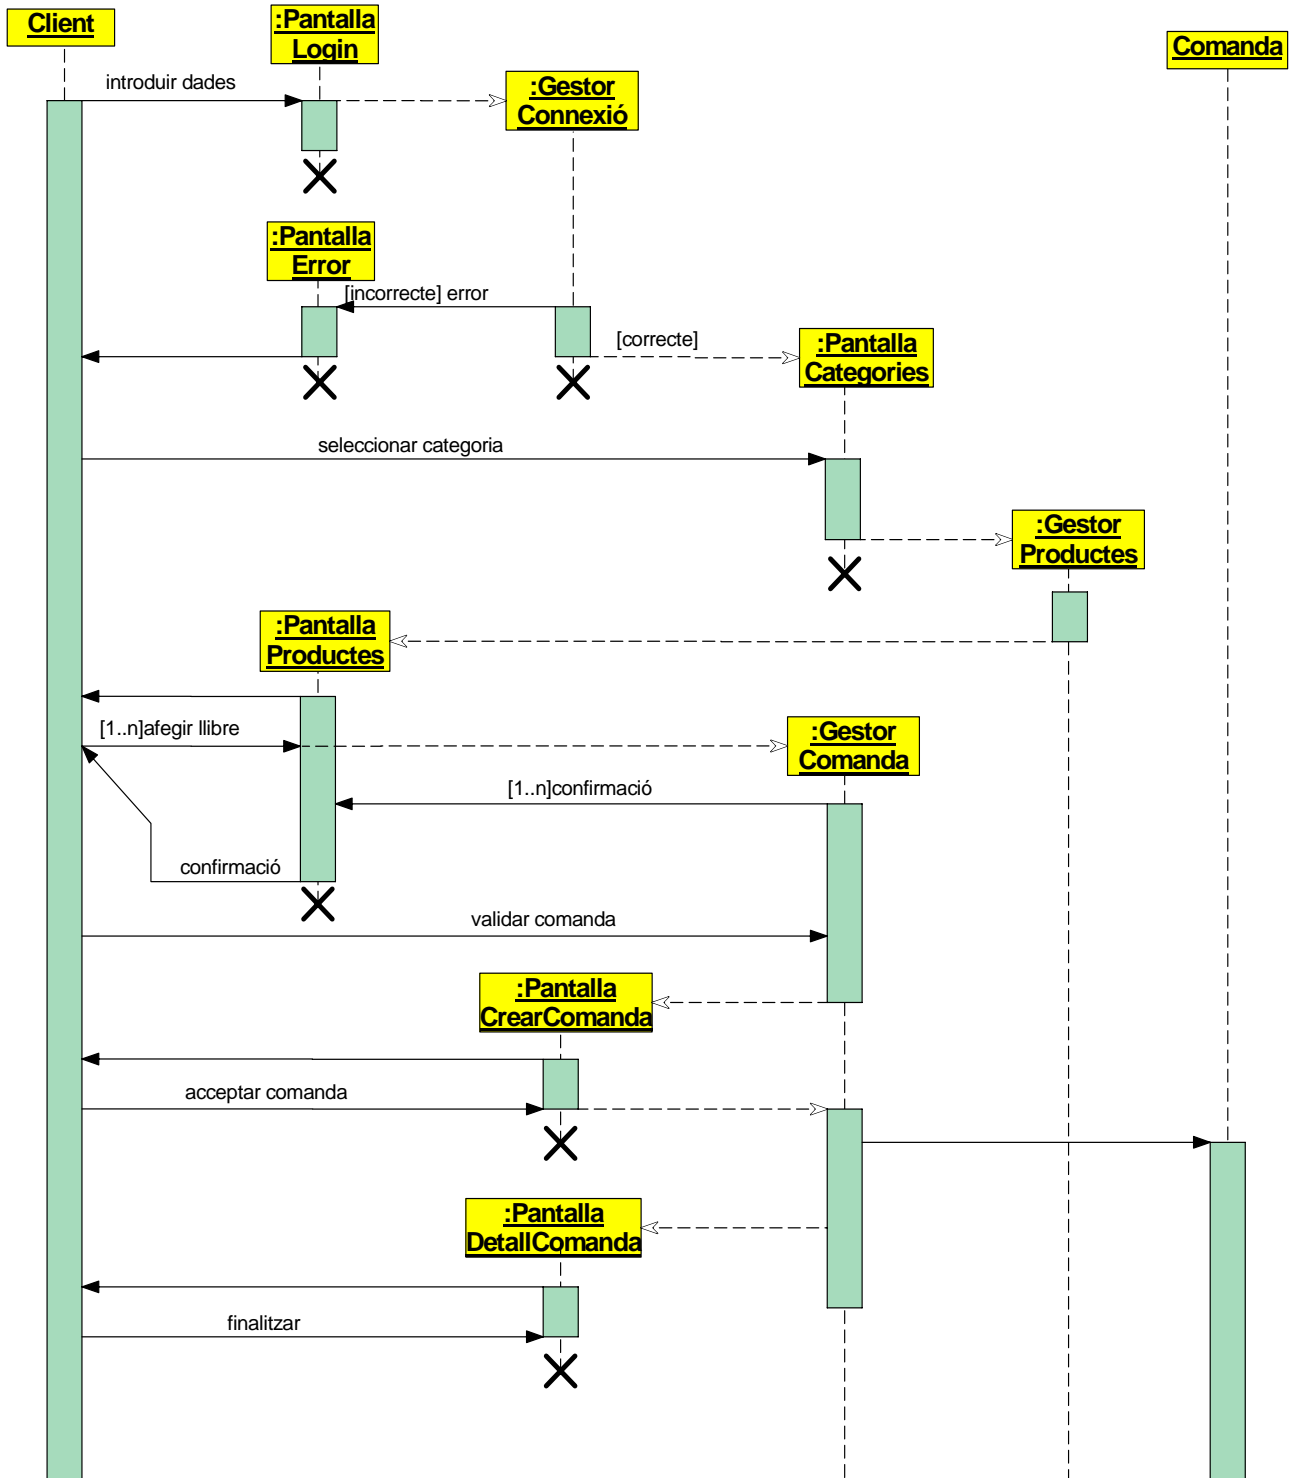 Client
:Pantalla
Login
Comanda
introduir dades
:Gestor
Connexió
:Pantalla
Error
[incorrecte] error
[correcte]
:Pantalla
Categories
seleccionar categoria
:Gestor
Productes
:Pantalla
Productes
[1..n]afegir llibre
:Gestor
Comanda
[1..n]confirmació
confirmació
validar comanda
:Pantalla
CrearComanda
acceptar comanda
:Pantalla
DetallComanda
finalitzar